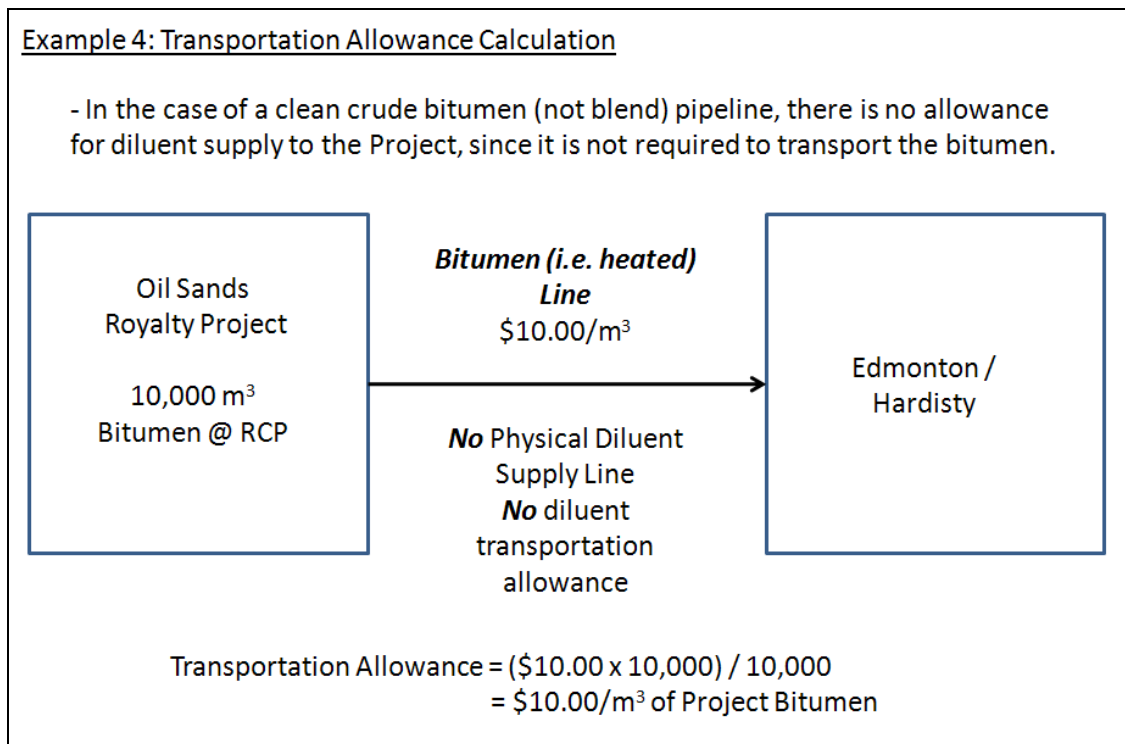 Example 4: Transportation Allowance Calculation
- In the case of a clean crude bitumen (not blend) pipeline, there is no allowance
for diluent supply to the Project, since it is not required to transport the bitumen.
Oil Sands
Royalty Project
10,000 m³
Bitumen @ RCP
Bitumen (i.e. heated)
Line
$10.00/m³
No Physical Diluent
Supply Line
No diluent
transportation
allowance
Edmonton /
Hardisty
Transportation Allowance = ($10.00 x 10,000) / 10,000
= $10.00/m³ of Project Bitumen